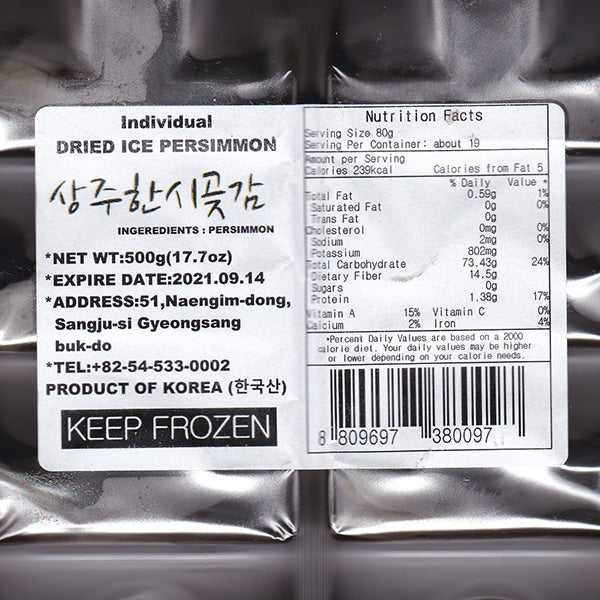 Individual
DRIED ICE PERSIMMON
상주한시곶감
INGEREDIENTS : PERSIMMON
*NET WT:500g(17.7oz)
*EXPIRE DATE:2021.09.14
*ADDRESS:51,Naengim-dong,
Sangju-si Gyeongsang
buk-do
*TEL:+82-54-533-0002
PRODUCT OF KOREA (한국산)
KEEP FROZEN
Nutrition Facts
Serving Size 80g
Serving Per Container: about 19
Amount per Serving
Calories 239kcal Calories from Fat 5
% Daily Value *
Total Fat 0.59g 1%
Saturated Fat 0g 0%
Trans Fat 0g
Cholesterol 0mg 0%
Sodium 2mg 0%
Potassium 802mg
Total Carbohydrate 73.43g 24%
Dietary Fiber 14.5g
Sugars 0g
Protein 1.38g 17%
Vitamin A 15% Vitamin C 0%
Calcium 2% Iron 4%
*Percent Daily Values are based on a 2000
calorie diet. Your daily values may be higher
or lower depending on your calorie needs.
8 809697 380097